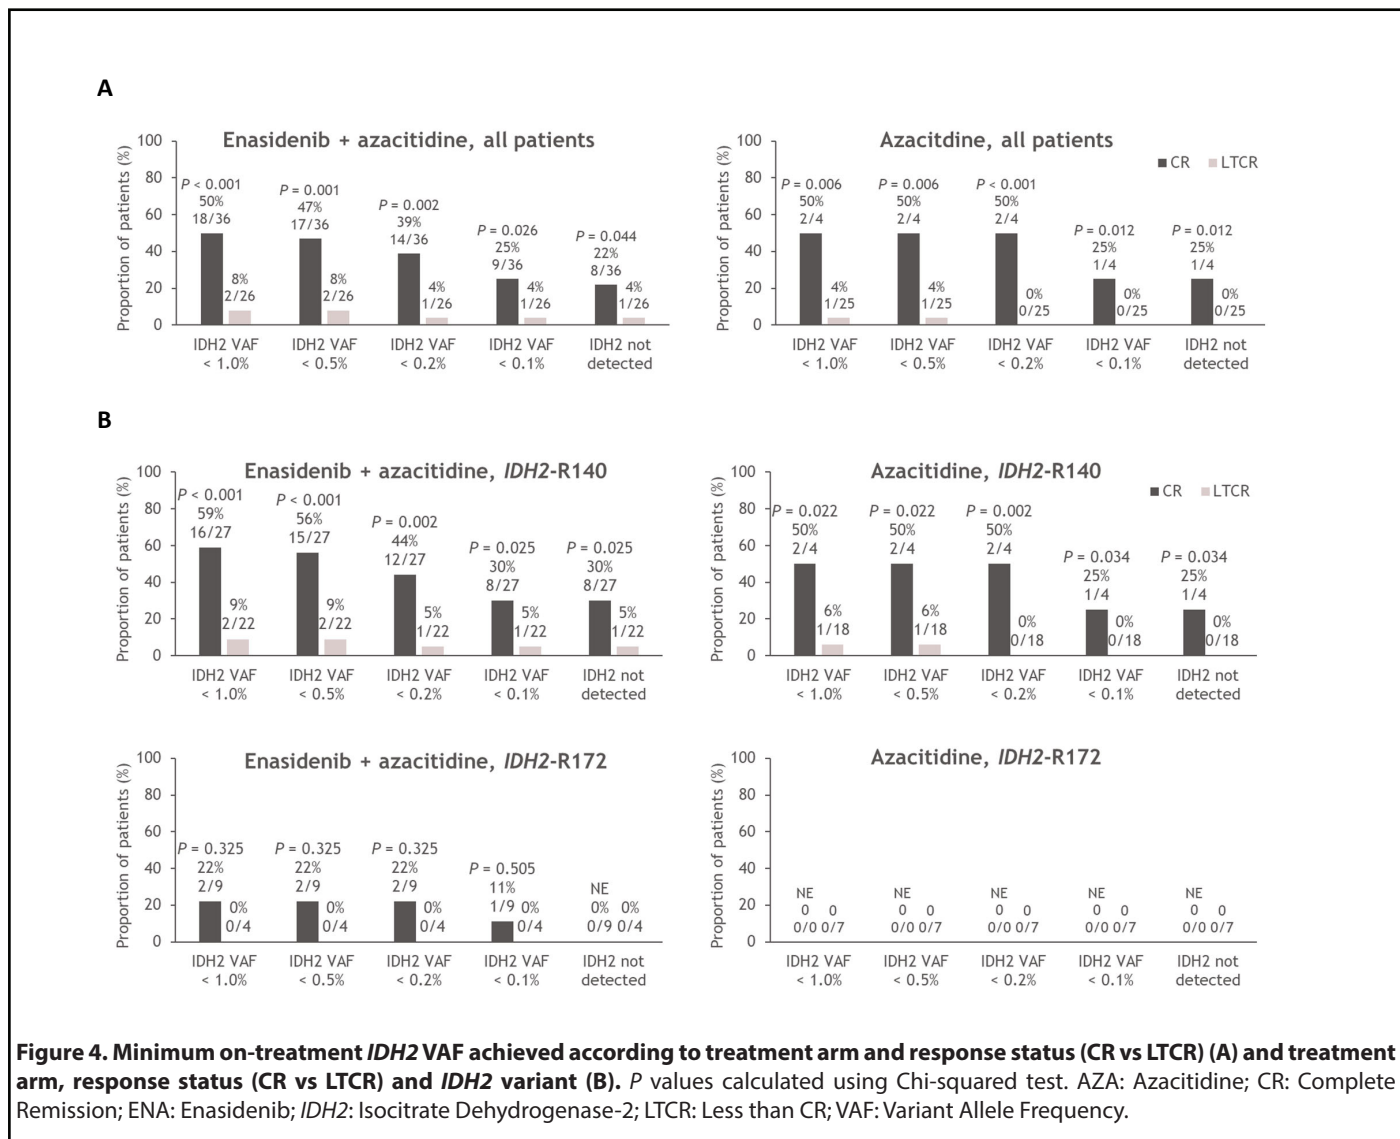 A
Enasidenib + azacitidine, all patients
Proportion of patients (%)
100
80
60
40
20
0
P < 0.001
50%
18/36
8%
2/26
P = 0.001
47%
17/36
8%
2/26
P = 0.002
39%
14/36
4%
1/26
P = 0.026
25%
9/36
4%
1/26
P = 0.044
22%
8/36
4%
1/26
IDH2 VAF
< 1.0%
IDH2 VAF
< 0.5%
IDH2 VAF
< 0.2%
IDH2 VAF
< 0.1%
IDH2 not
detected
Azacitdine, all patients
CR LTCR
Proportion of patients (%)
100
80
60
40
20
0
P = 0.006
50%
2/4
4%
1/25
P = 0.006
50%
2/4
4%
1/25
P < 0.001
50%
2/4
0%
0/25
P = 0.012
25%
1/4
0%
0/25
P = 0.012
25%
1/4
0%
0/25
IDH2 VAF
< 1.0%
IDH2 VAF
< 0.5%
IDH2 VAF
< 0.2%
IDH2 VAF
< 0.1%
IDH2 not
detected
B
Enasidenib + azacitidine, IDH2-R140
Proportion of patients (%)
100
80
60
40
20
0
P < 0.001
59%
16/27
9%
2/22
P < 0.001
56%
15/27
9%
2/22
P = 0.002
44%
12/27
5%
1/22
P = 0.025
30%
8/27
5%
1/22
P = 0.025
30%
8/27
5%
1/22
IDH2 VAF
< 1.0%
IDH2 VAF
< 0.5%
IDH2 VAF
< 0.2%
IDH2 VAF
< 0.1%
IDH2 not
detected
Azacitidine, IDH2-R140
CR LTCR
Proportion of patients (%)
100
80
60
40
20
0
P = 0.022
50%
2/4
6%
1/18
P = 0.022
50%
2/4
6%
1/18
P = 0.002
50%
2/4
0%
0/18
P = 0.034
25%
1/4
0%
0/18
P = 0.034
25%
1/4
0%
0/18
IDH2 VAF
< 1.0%
IDH2 VAF
< 0.5%
IDH2 VAF
< 0.2%
IDH2 VAF
< 0.1%
IDH2 not
detected
Enasidenib + azacitidine, IDH2-R172
Proportion of patients (%)
100
80
60
40
20
0
P = 0.325
22%
2/9
0%
0/4
P = 0.325
22%
2/9
0%
0/4
P = 0.325
22%
2/9
0%
0/4
P = 0.505
11%
1/9
0%
0/4
NE
0% 0%
0/9 0/4
IDH2 VAF
< 1.0%
IDH2 VAF
< 0.5%
IDH2 VAF
< 0.2%
IDH2 VAF
< 0.1%
IDH2 not
detected
Azacitidine, IDH2-R172
Proportion of patients (%)
100
80
60
40
20
0
NE
0 0
0/0 0/7
NE
0 0
0/0 0/7
NE
0 0
0/0 0/7
NE
0 0
0/0 0/7
NE
0 0
0/0 0/7
IDH2 VAF
< 1.0%
IDH2 VAF
< 0.5%
IDH2 VAF
< 0.2%
IDH2 VAF
< 0.1%
IDH2 not
detected
Figure 4. Minimum on-treatment IDH2 VAF achieved according to treatment arm and response status (CR vs LTCR) (A) and treatment
arm, response status (CR vs LTCR) and IDH2 variant (B). P values calculated using Chi-squared test. AZA: Azacitidine; CR: Complete
Remission; ENA: Enasidenib; IDH2: Isocitrate Dehydrogenase-2; LTCR: Less than CR; VAF: Variant Allele Frequency.